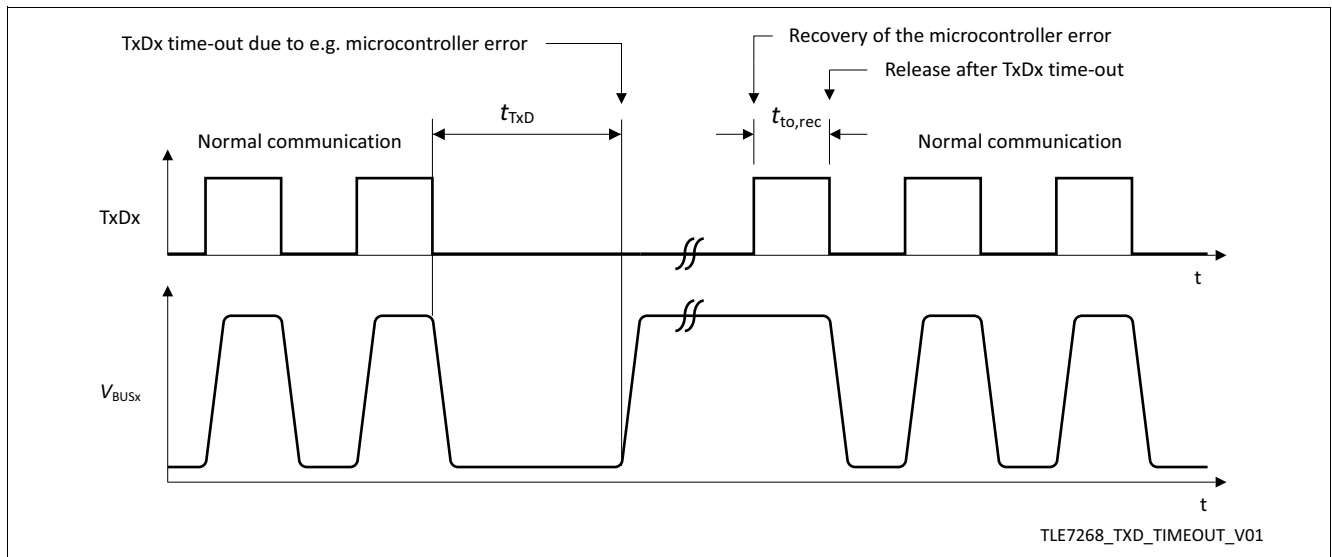 TxDx time-out due to e.g. microcontroller error
Recovery of the microcontroller error
Release after TxDx time-out
tTxD
tto,rec
Normal communication
Normal communication
TxDx
t
VBUSx
t
TLE7268_TXD_TIMEOUT_V01